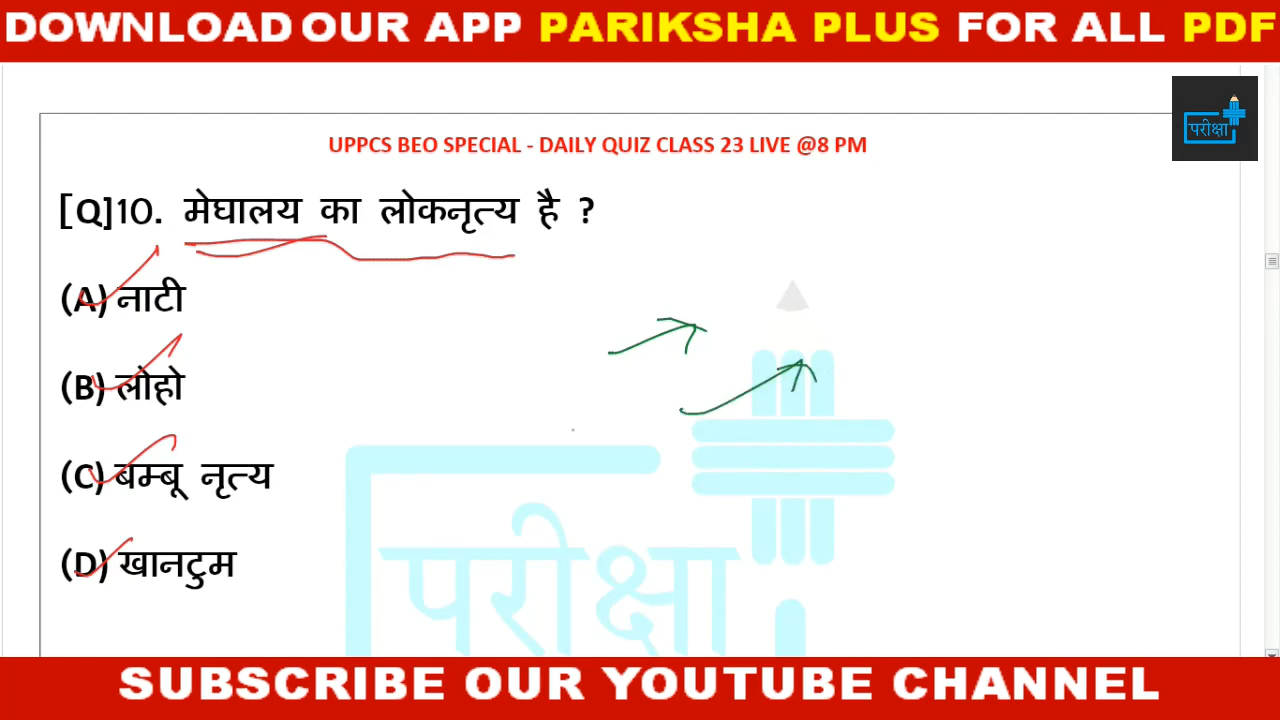 DOWNLOAD OUR APP PARIKSHA PLUS FOR ALL PDF
परीक्षा
UPPCS BEO SPECIAL - DAILY QUIZ CLASS 23 LIVE @8 PM
[Q]10. मेघालय का लोकनृत्य है ?
(A) नाटी
(B) लोहो
(C) बम्बू नृत्य
(D) खानटुम
परीक्षा
SUBSCRIBE OUR YOUTUBE CHANNEL